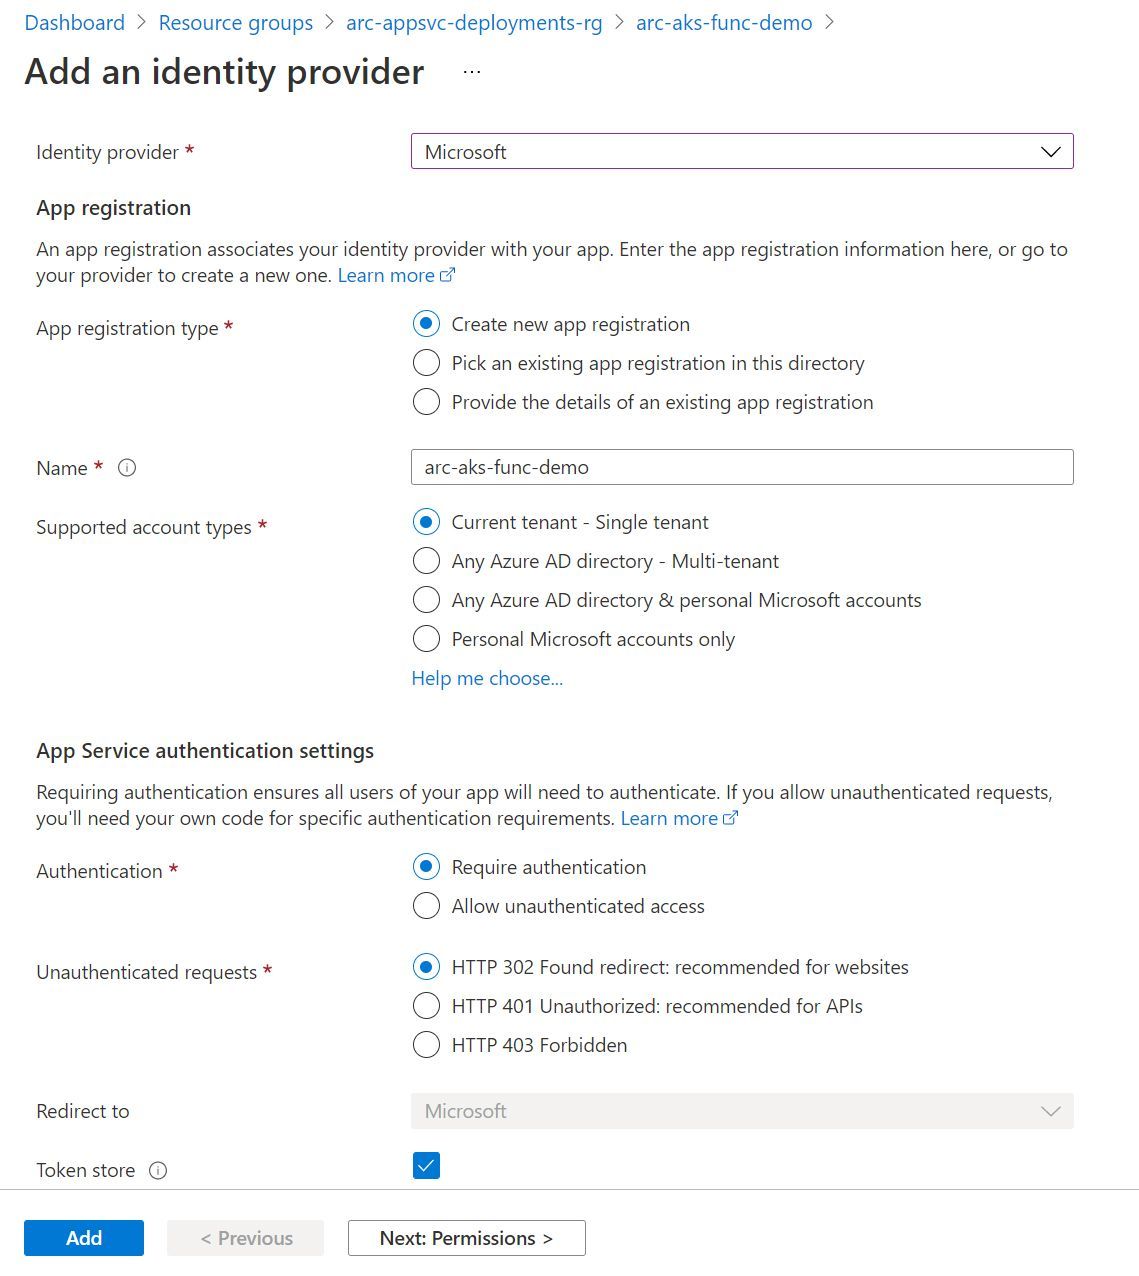 Dashboard > Resource groups > arc-appsvc-deployments-rg > arc-aks-func-demo >
Add an identity provider ...
Identity provider * Microsoft
App registration
An app registration associates your identity provider with your app. Enter the app registration information here, or go to
your provider to create a new one. Learn more
App registration type * Create new app registration
Pick an existing app registration in this directory
Provide the details of an existing app registration
Name * arc-aks-func-demo
Supported account types * Current tenant - Single tenant
Any Azure AD directory - Multi-tenant
Any Azure AD directory & personal Microsoft accounts
Personal Microsoft accounts only
Help me choose...
App Service authentication settings
Requiring authentication ensures all users of your app will need to authenticate. If you allow unauthenticated requests,
you'll need your own code for specific authentication requirements. Learn more
Authentication * Require authentication
Allow unauthenticated access
Unauthenticated requests * HTTP 302 Found redirect: recommended for websites
HTTP 401 Unauthorized: recommended for APIs
HTTP 403 Forbidden
Redirect to Microsoft
Token store
Add < Previous Next: Permissions >